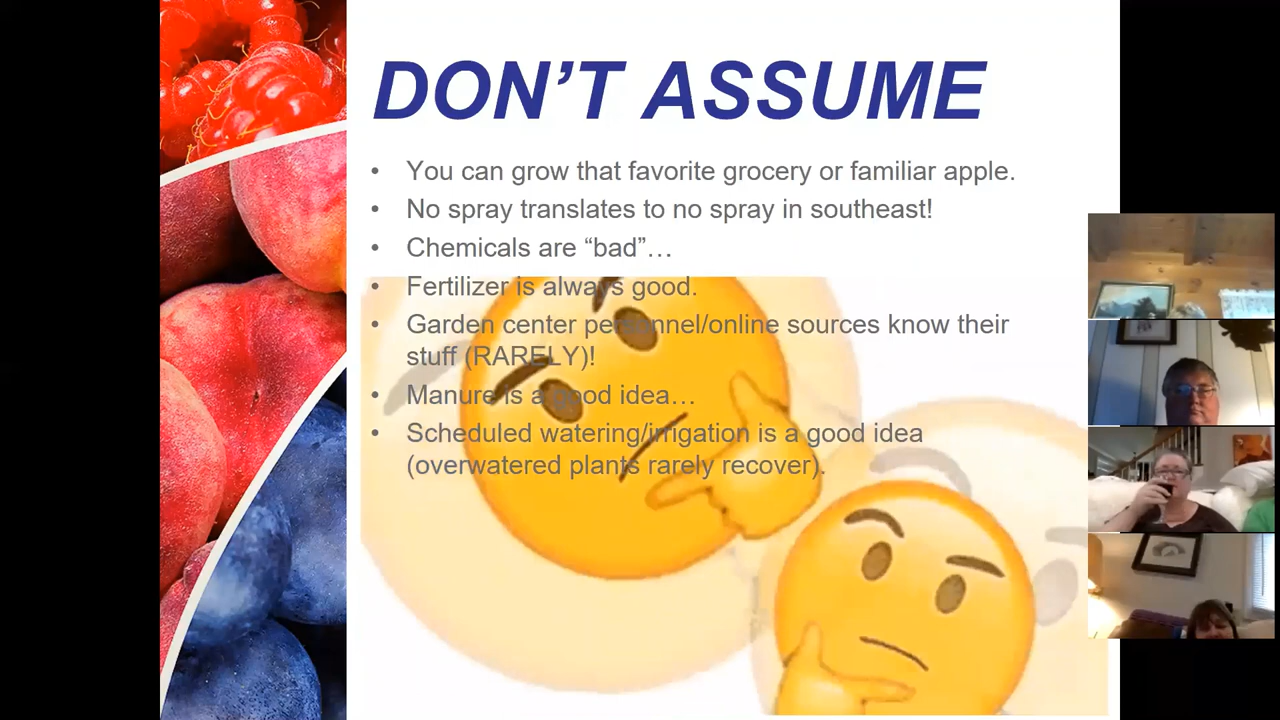 DON’T ASSUME
• You can grow that favorite grocery or familiar apple.
• No spray translates to no spray in southeast!
• Chemicals are “bad”…
• Fertilizer is always good.
• Garden center personnel/online sources know their
stuff (RARELY)!
• Manure is a good idea…
• Scheduled watering/irrigation is a good idea
(overwatered plants rarely recover).